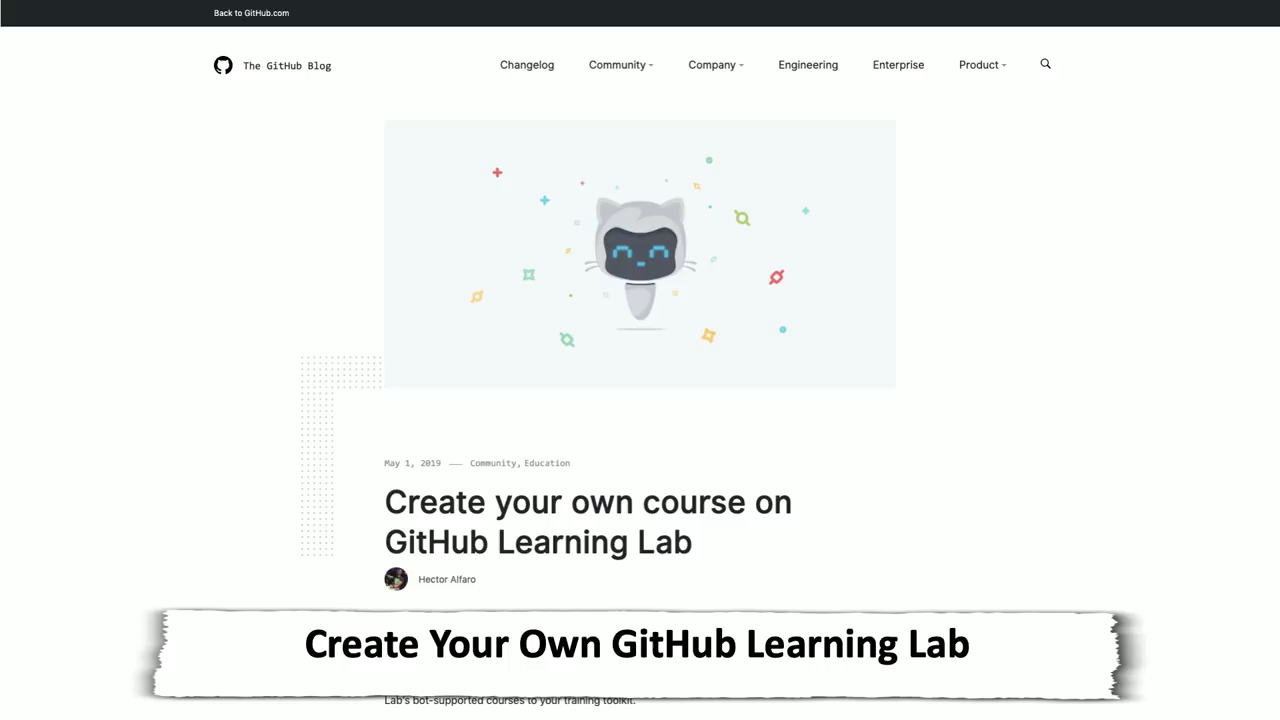 Back to GitHub.com
The GitHub Blog
Changelog
Community
Company
Engineering
Enterprise
Product
May 1, 2019
Community, Education
Create your own course on
GitHub Learning Lab
Hector Alfaro
Create Your Own GitHub Learning Lab
Lab's bot-supported courses to your training toolkit.